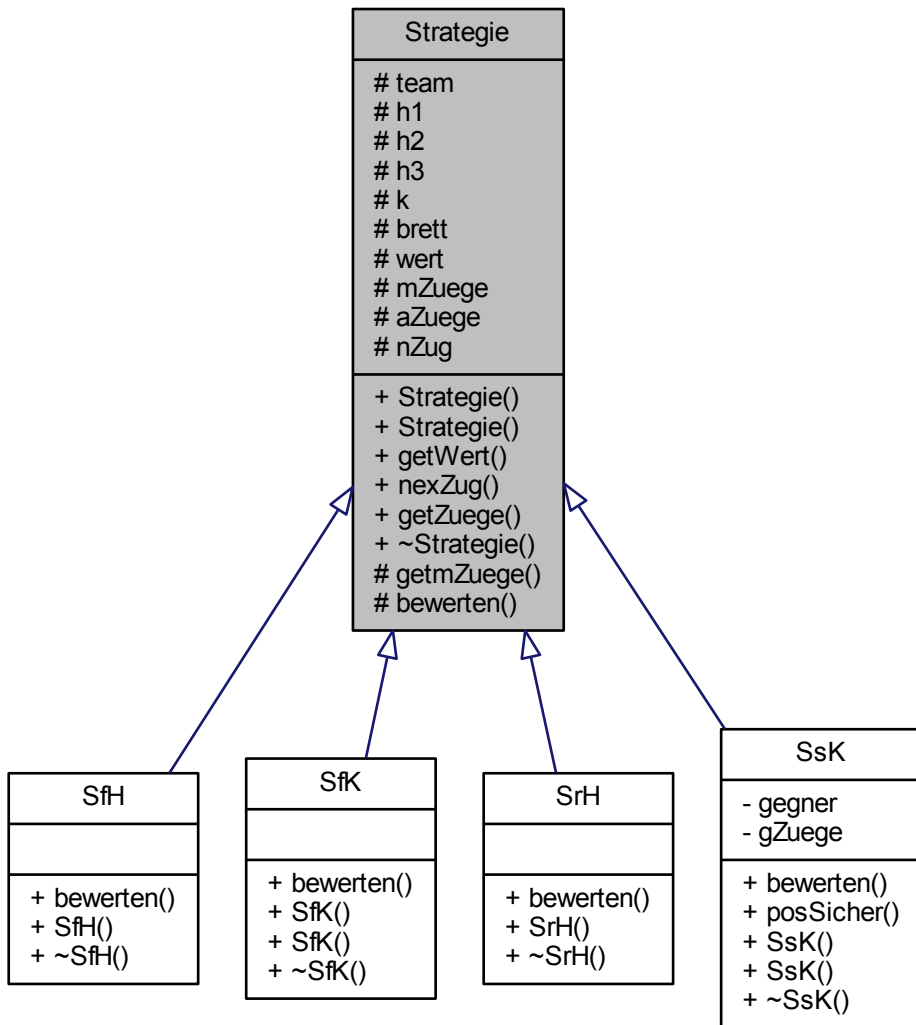 Strategie
# team
# h1
# h2
# h3
# k
# brett
# wert
# mZuege
# aZuege
# nZug
+ Strategie()
+ Strategie()
+ getWert()
+ nexZug()
+ getZuege()
+ ~Strategie()
# getmZuege()
# bewerten()
SfH
+ bewerten()
+ SfH()
+ ~SfH()
SfK
+ bewerten()
+ SfK()
+ SfK()
+ ~SfK()
SrH
+ bewerten()
+ SrH()
+ ~SrH()
SsK
- gegner
- gZuege
+ bewerten()
+ posSicher()
+ SsK()
+ SsK()
+ ~SsK()